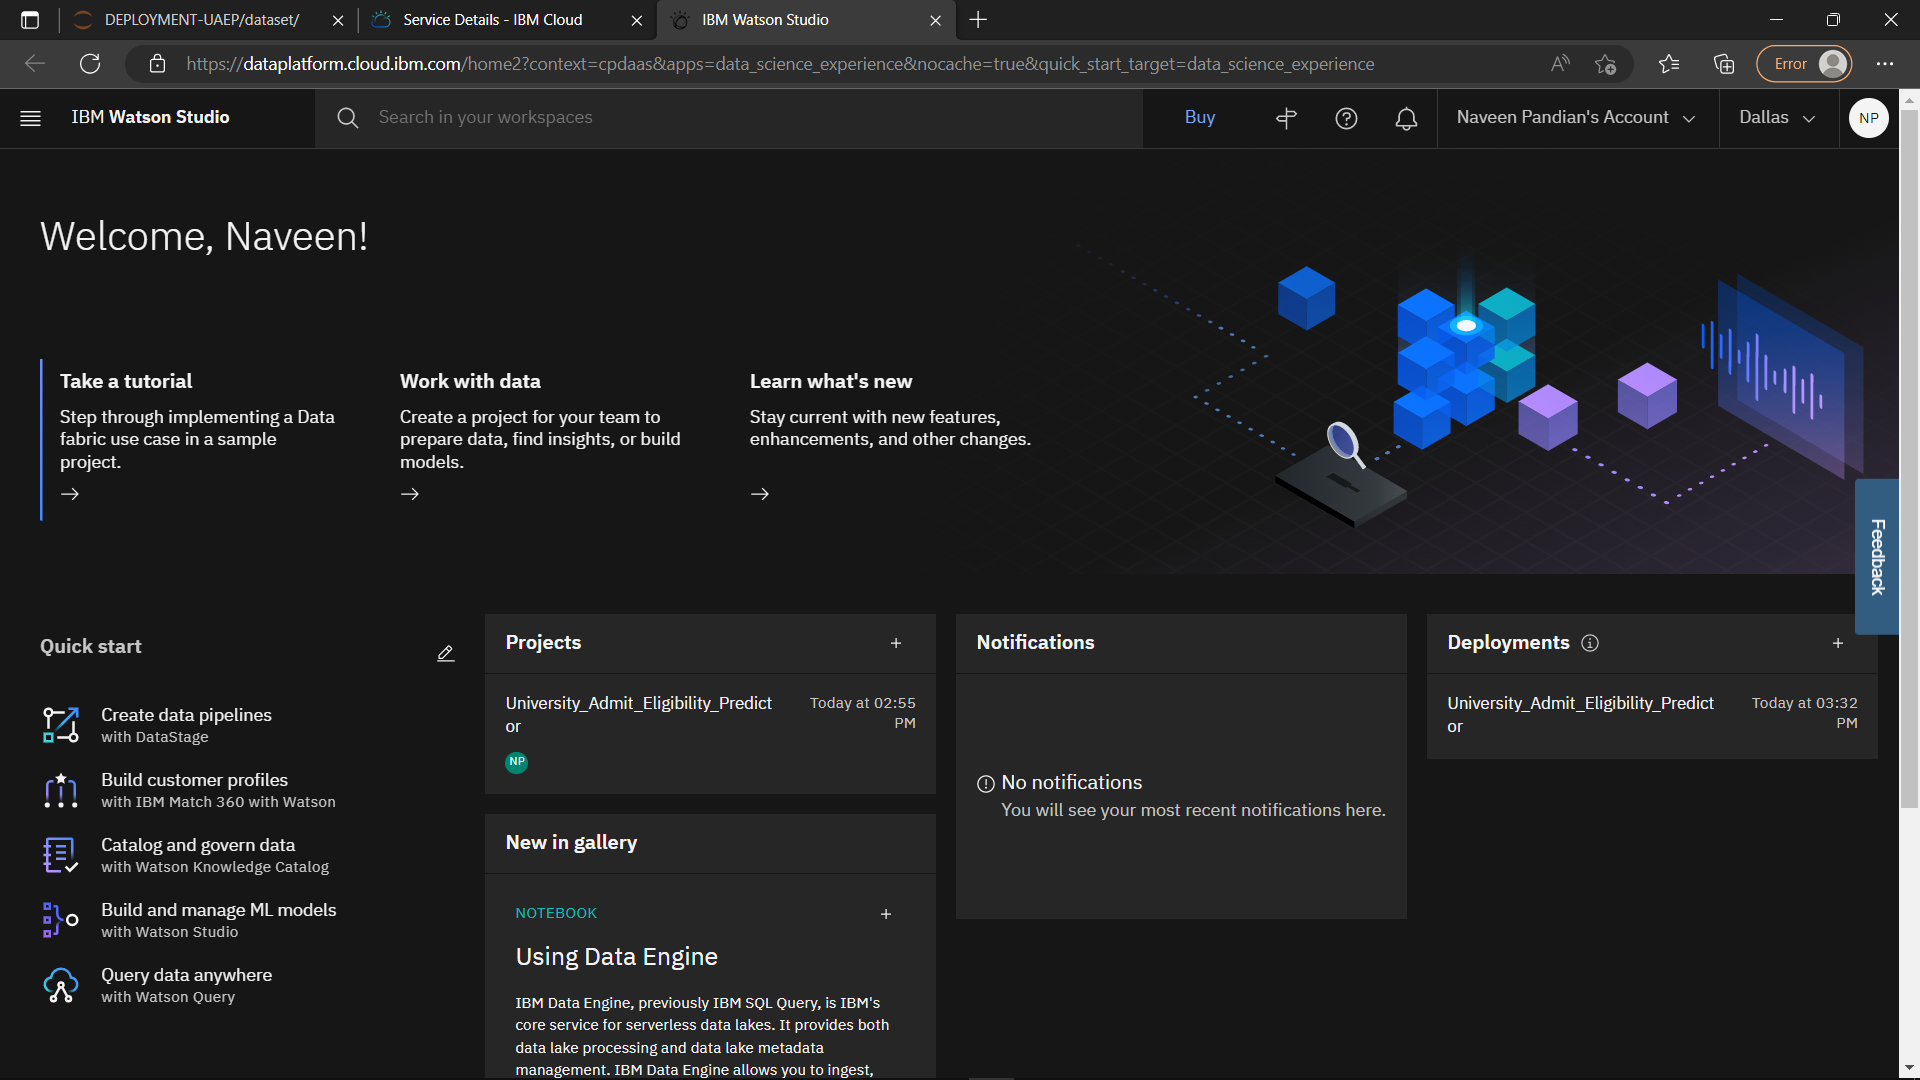 DEPLOYMENT-UAEP/dataset/
Service Details - IBM Cloud
IBM Watson Studio
https://dataplatform.cloud.ibm.com/home2?context=cpdaas&apps=data_science_experience&nocache=true&quick_start_target=data_science_experience
Error
IBM Watson Studio
Search in your workspaces
Buy
Naveen Pandian's Account
Dallas
NP
Welcome, Naveen!
Take a tutorial
Step through implementing a Data
fabric use case in a sample
project.
Work with data
Create a project for your team to
prepare data, find insights, or build
models.
Learn what's new
Stay current with new features,
enhancements, and other changes.
Feedback
Quick start
Create data pipelines
with DataStage
Build customer profiles
with IBM Match 360 with Watson
Catalog and govern data
with Watson Knowledge Catalog
Build and manage ML models
with Watson Studio
Query data anywhere
with Watson Query
Projects
University_Admit_Eligibility_Predict
or
Today at 02:55
PM
NP
New in gallery
NOTEBOOK
Using Data Engine
IBM Data Engine, previously IBM SQL Query, is IBM's
core service for serverless data lakes. It provides both
data lake processing and data lake metadata
management. IBM Data Engine allows you to ingest,
Notifications
No notifications
You will see your most recent notifications here.
Deployments
University_Admit_Eligibility_Predict
or
Today at 03:32
PM